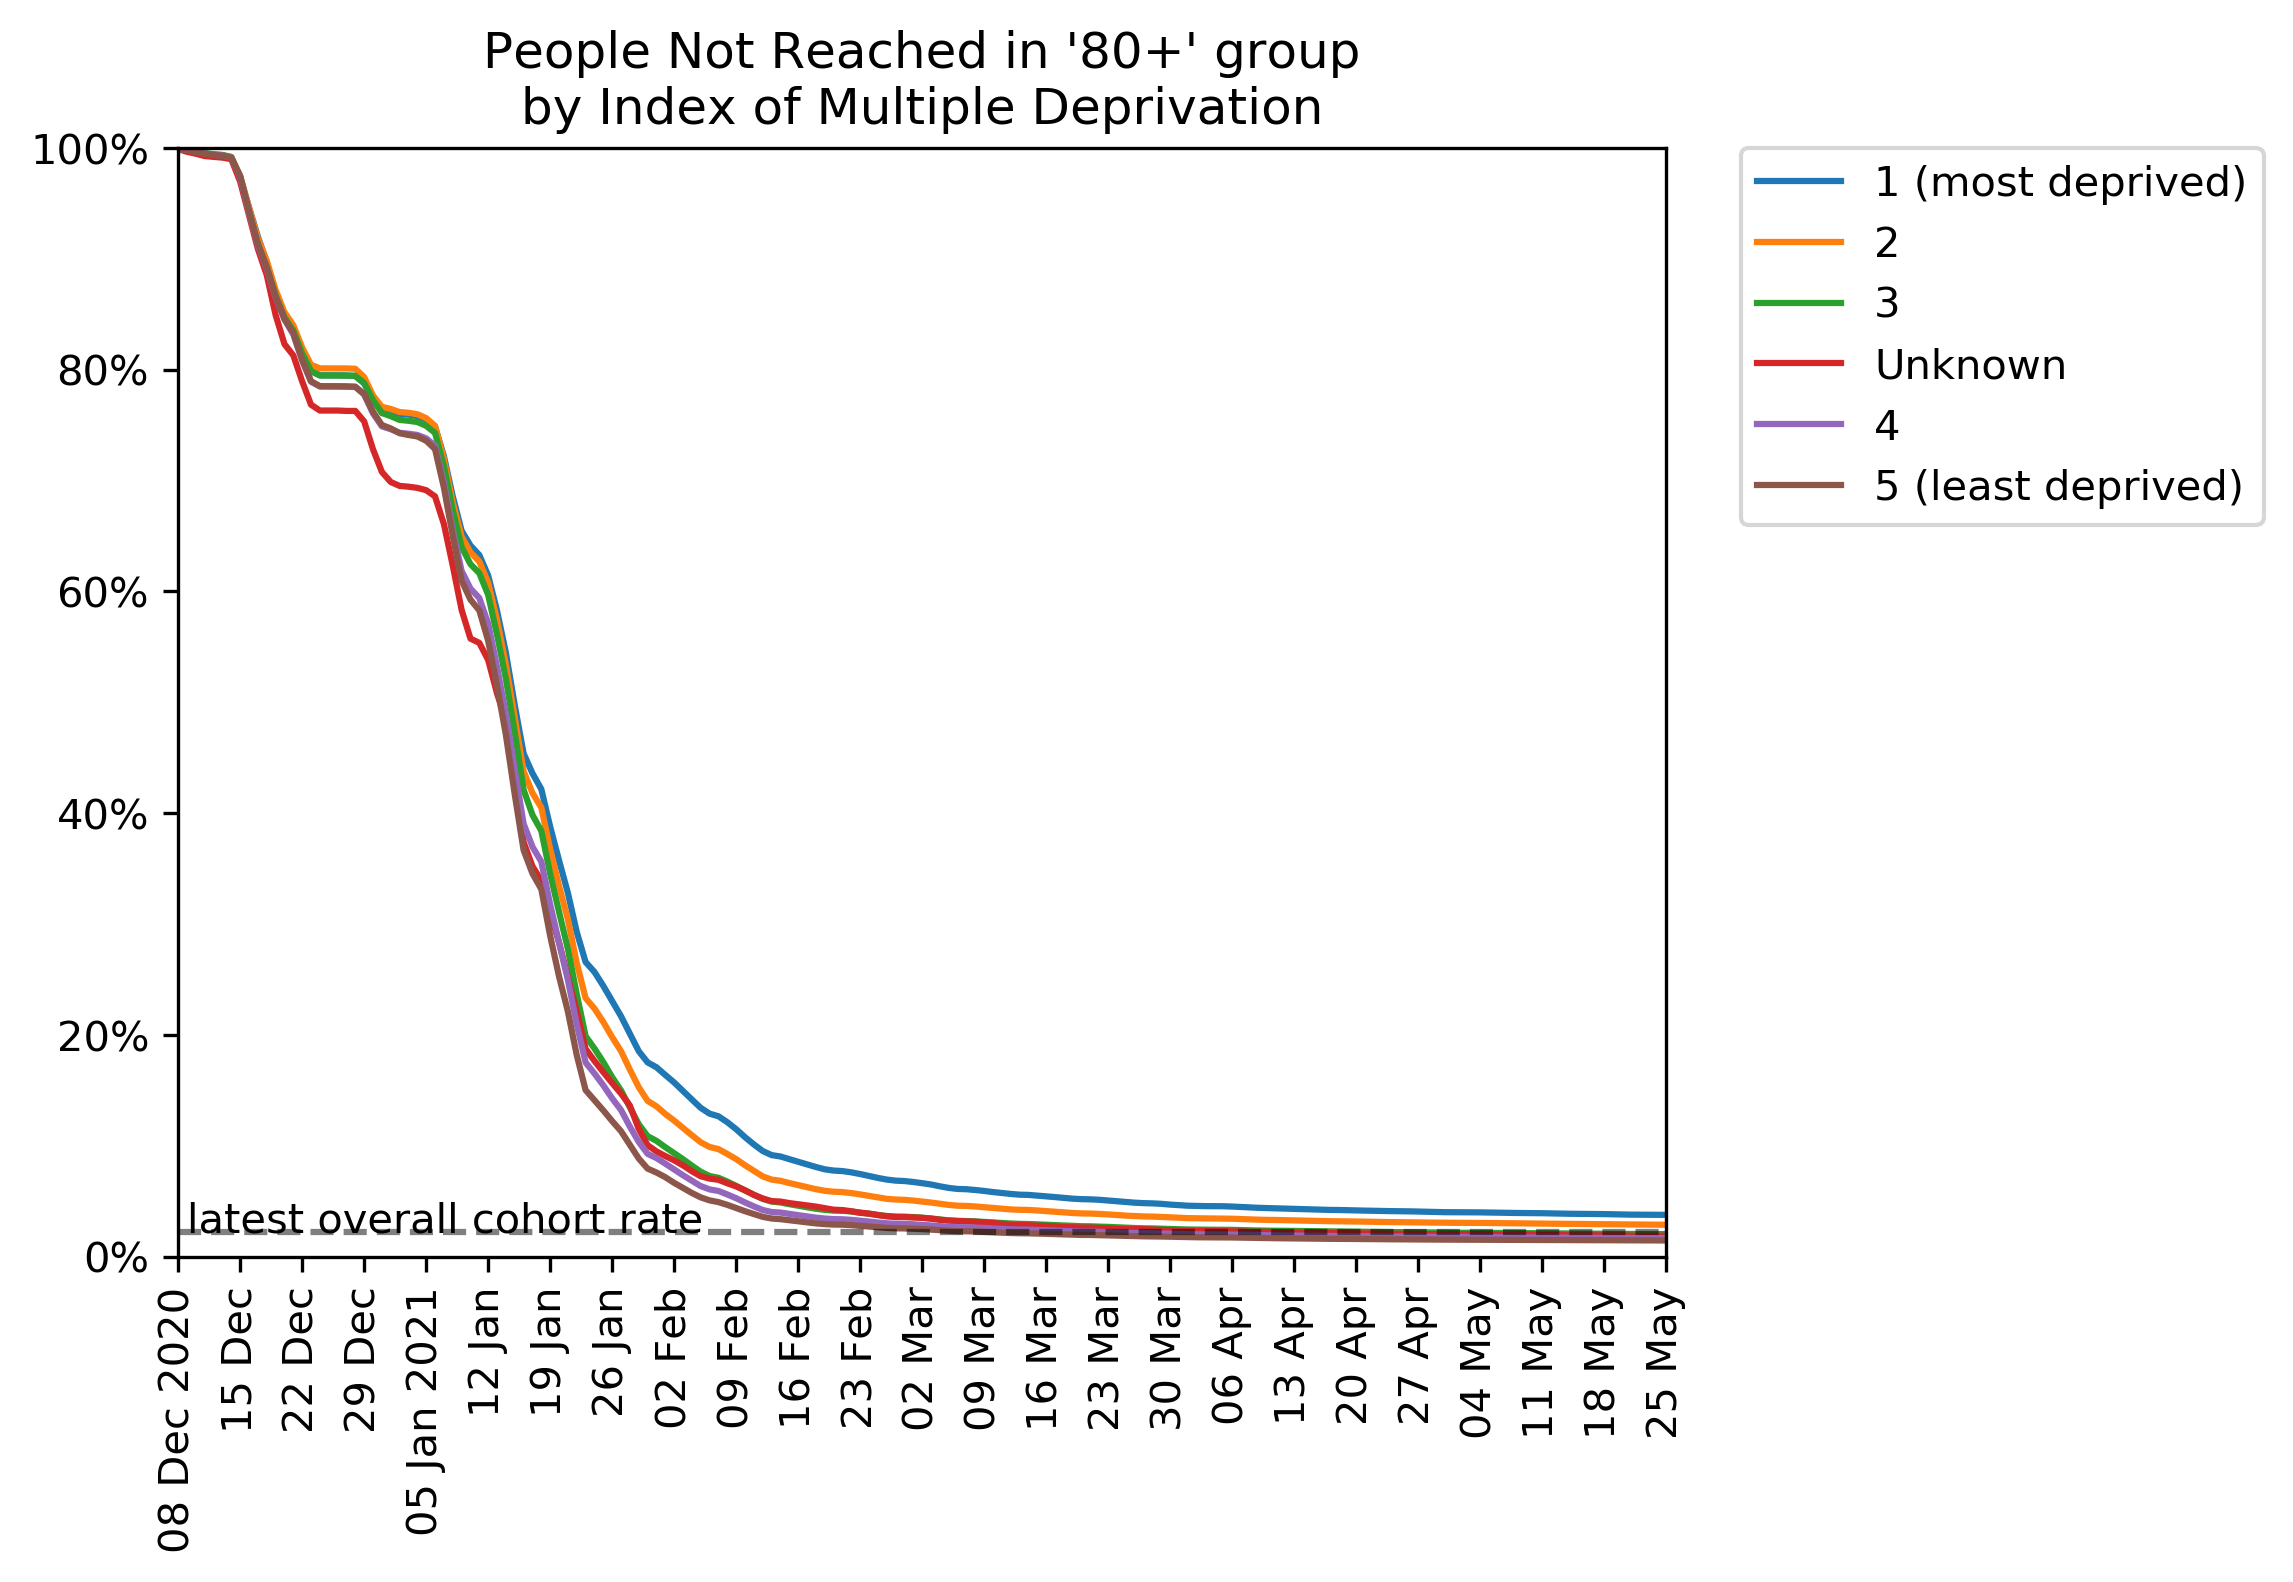 People Not Reached in '80+' group
by Index of Multiple Deprivation
100%
80%
60%
40%
20%
0%
latest overall cohort rate
08 Dec 2020
15 Dec
22 Dec
29 Dec
05 Jan 2021
12 Jan
19 Jan
26 Jan
02 Feb
09 Feb
16 Feb
23 Feb
02 Mar
09 Mar
16 Mar
23 Mar
30 Mar
06 Apr
13 Apr
20 Apr
27 Apr
04 May
11 May
18 May
25 May
1 (most deprived)
2
3
Unknown
4
5 (least deprived)